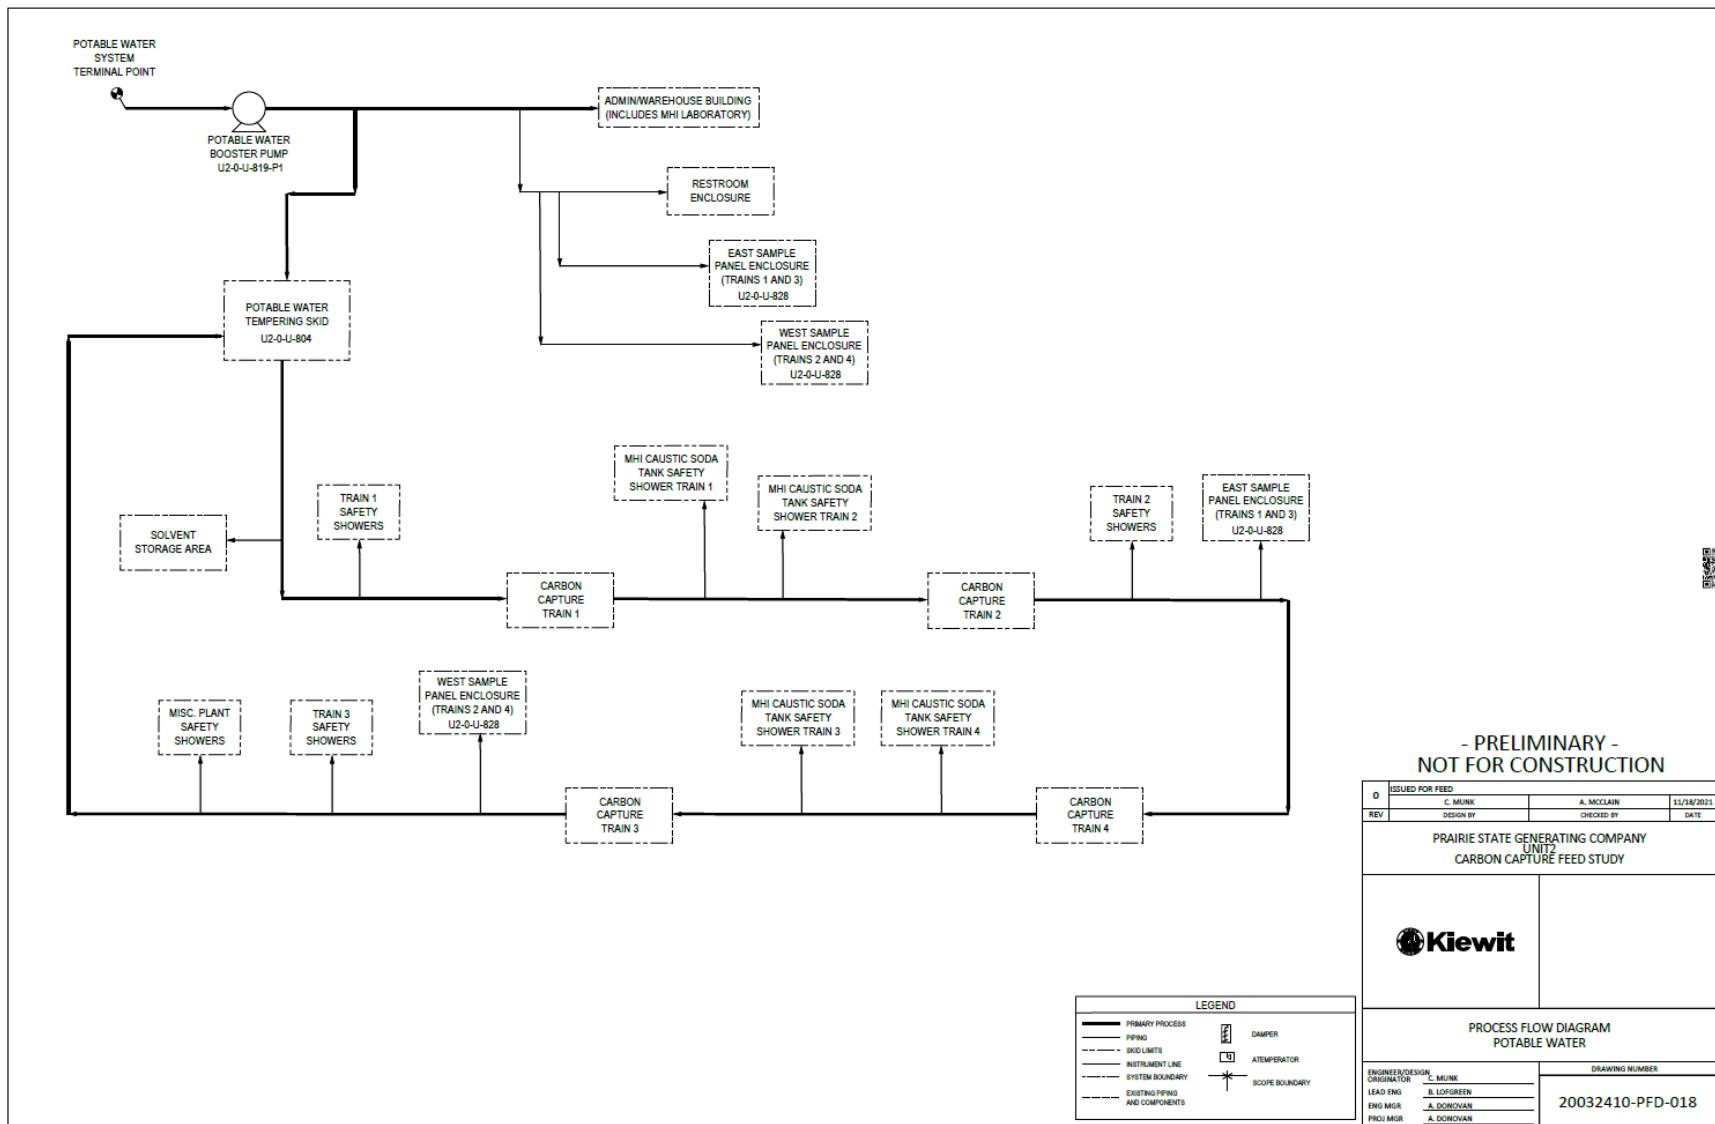 POTABLE WATER
SYSTEM
TERMINAL POINT
POTABLE WATER
BOOSTER PUMP
U2-0-U-819-P1
ADMIN/WAREHOUSE BUILDING
(INCLUDES MHI LABORATORY)
RESTROOM
ENCLOSURE
EAST SAMPLE
PANEL ENCLOSURE
(TRAINS 1 AND 3)
U2-0-U-828
WEST SAMPLE
PANEL ENCLOSURE
(TRAINS 2 AND 4)
U2-0-U-828
POTABLE WATER
TEMPERING SKID
U2-0-U-804
SOLVENT
STORAGE AREA
TRAIN 1
SAFETY
SHOWERS
MHI CAUSTIC SODA
TANK SAFETY
SHOWER TRAIN 1
MHI CAUSTIC SODA
TANK SAFETY
SHOWER TRAIN 2
TRAIN 2
SAFETY
SHOWERS
EAST SAMPLE
PANEL ENCLOSURE
(TRAINS 1 AND 3)
U2-0-U-828
CARBON
CAPTURE
TRAIN 1
CARBON
CAPTURE
TRAIN 2
MISC. PLANT
SAFETY
SHOWERS
TRAIN 3
SAFETY
SHOWERS
WEST SAMPLE
PANEL ENCLOSURE
(TRAINS 2 AND 4)
U2-0-U-828
MHI CAUSTIC SODA
TANK SAFETY
SHOWER TRAIN 3
MHI CAUSTIC SODA
TANK SAFETY
SHOWER TRAIN 4
CARBON
CAPTURE
TRAIN 3
CARBON
CAPTURE
TRAIN 4
- PRELIMINARY -
NOT FOR CONSTRUCTION
0 ISSUED FOR FEED
C. MUNK A. MCCLAIN 11/18/2021
REV DESIGN BY CHECKED BY DATE
PRAIRIE STATE GENERATING COMPANY
UNIT2
CARBON CAPTURE FEED STUDY
Kiewit
PROCESS FLOW DIAGRAM
POTABLE WATER
ENGINEER/DESIGN
ORIGINATOR C. MUNK
LEAD ENG B. LOFGREEN
ENG MGR A. DONOVAN
PROJ MGR A. DONOVAN
DRAWING NUMBER
20032410-PFD-018
LEGEND
PRIMARY PROCESS
PIPING
SKID LIMITS
INSTRUMENT LINE
SYSTEM BOUNDARY
EXISTING PIPING
AND COMPONENTS
DAMPER
ATEMPERATOR
SCOPE BOUNDARY